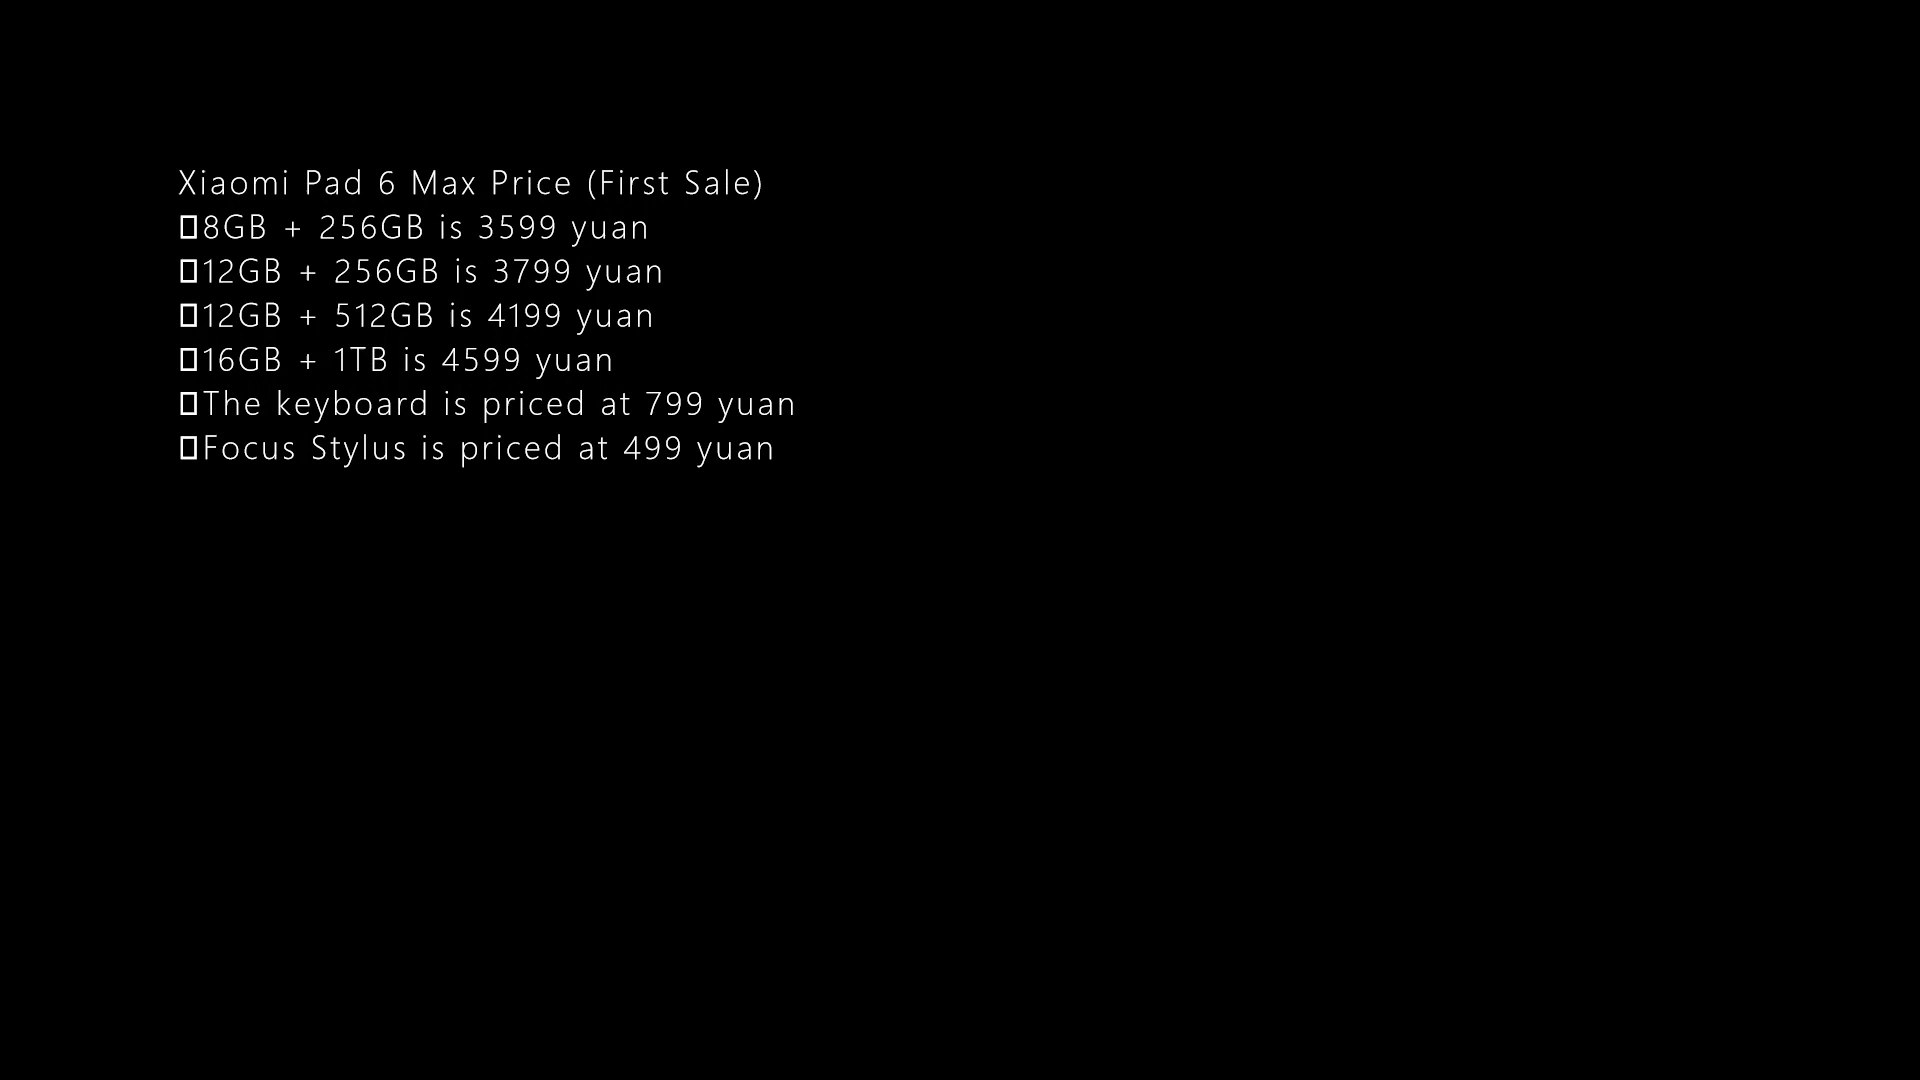 Xiaomi Pad 6 Max Price (First Sale)
▯8GB + 256GB is 3599 yuan
▯12GB + 256GB is 3799 yuan
▯12GB + 512GB is 4199 yuan
▯16GB + 1TB is 4599 yuan
▯The keyboard is priced at 799 yuan
▯Focus Stylus is priced at 499 yuan